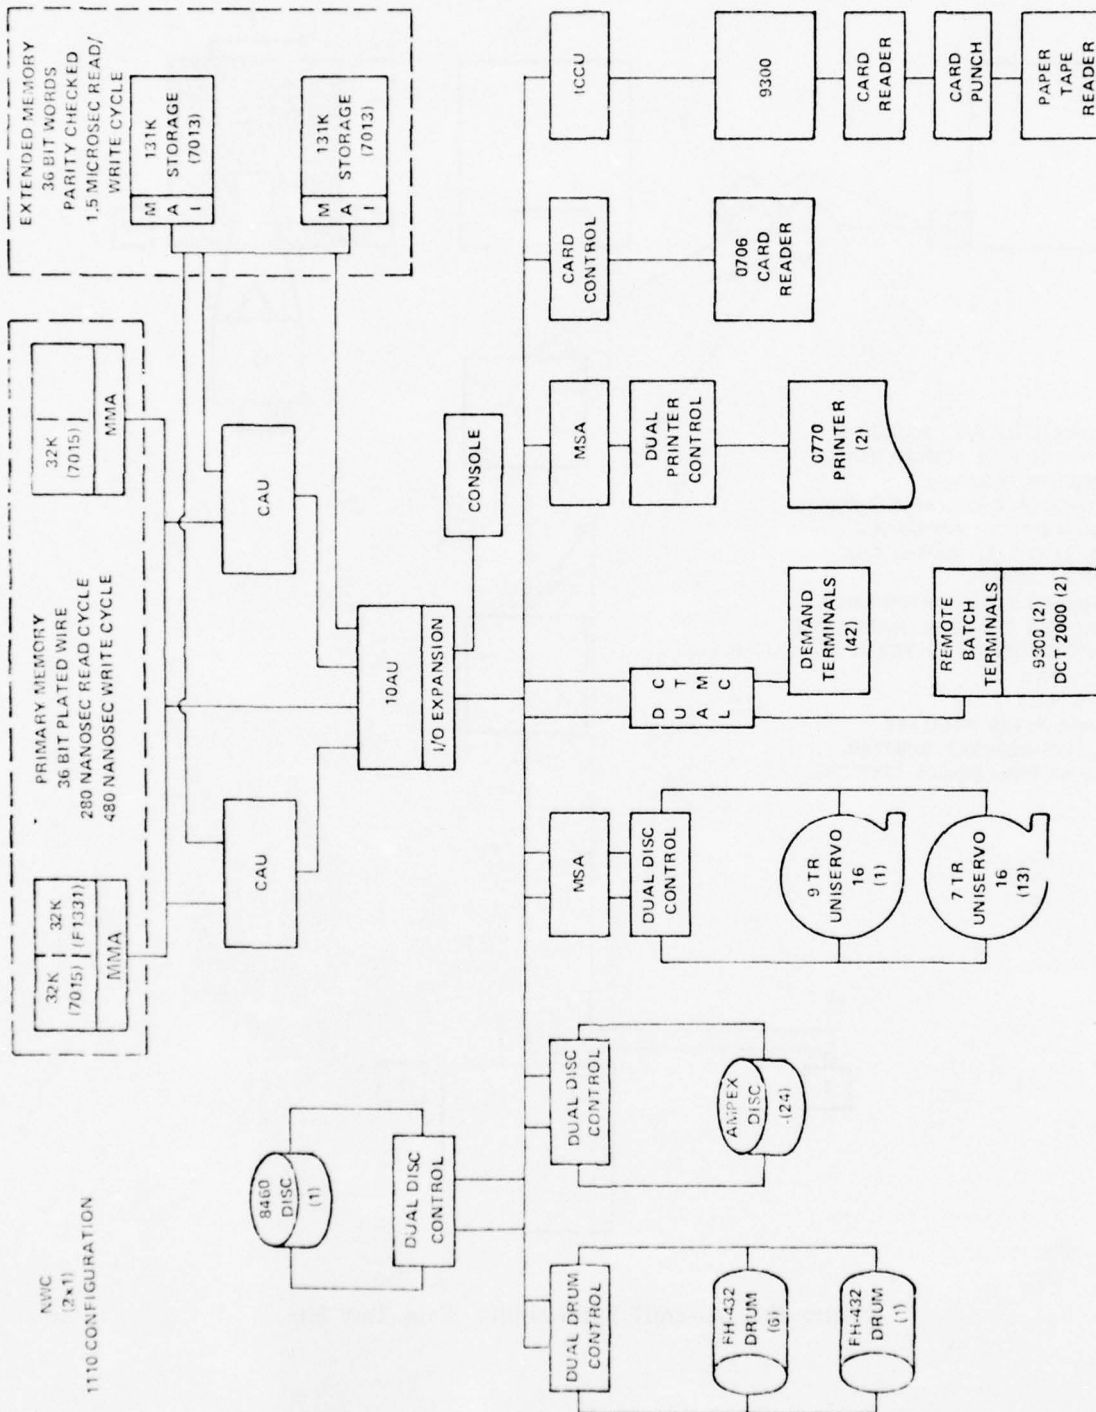 NWC
(2x1)
1110 CONFIGURATION
32K
(7015)
32K
(F1331)
MMA
PRIMARY MEMORY
36 BIT PLATED WIRE
280 NANOSEC READ CYCLE
480 NANOSEC WRITE CYCLE
32K
(7015)
MMA
EXTENDED MEMORY
36 BIT WORDS
PARITY CHECKED
1.5 MICROSEC READ/
WRITE CYCLE
M
A
I
131K
STORAGE
(7013)
M
A
I
131K
STORAGE
(7013)
CAU
CAU
8460
DISC
(1)
DUAL DISC
CONTROL
10AU
I/O EXPANSION
CONSOLE
DUAL DRUM
CONTROL
FH-432
DRUM
(6)
FH-432
DRUM
(1)
DUAL DISC
CONTROL
AMPEX
DISC
(24)
MSA
DUAL DISC
CONTROL
9 TR
UNISERVO
16
(1)
7 TR
UNISERVO
16
(13)
D C
U T
A M
L C
DEMAND
TERMINALS
(42)
REMOTE
BATCH
TERMINALS
9300 (2)
DCT 2000 (2)
MSA
DUAL
PRINTER
CONTROL
0770
PRINTER
(2)
CARD
CONTROL
0706
CARD
READER
ICCU
9300
CARD
READER
CARD
PUNCH
PAPER
TAPE
READER